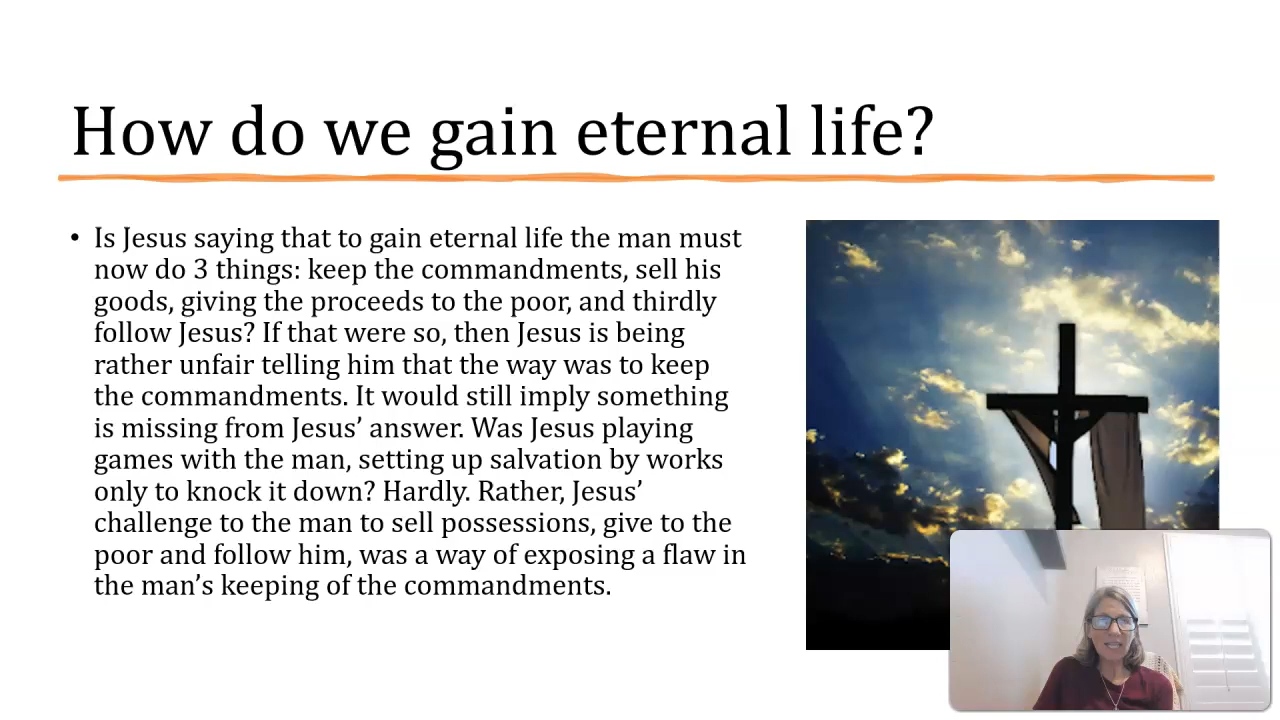 How do we gain eternal life?
• Is Jesus saying that to gain eternal life the man must
now do 3 things: keep the commandments, sell his
goods, giving the proceeds to the poor, and thirdly
follow Jesus? If that were so, then Jesus is being
rather unfair telling him that the way was to keep
the commandments. It would still imply something
is missing from Jesus’ answer. Was Jesus playing
games with the man, setting up salvation by works
only to knock it down? Hardly. Rather, Jesus’
challenge to the man to sell possessions, give to the
poor and follow him, was a way of exposing a flaw in
the man’s keeping of the commandments.